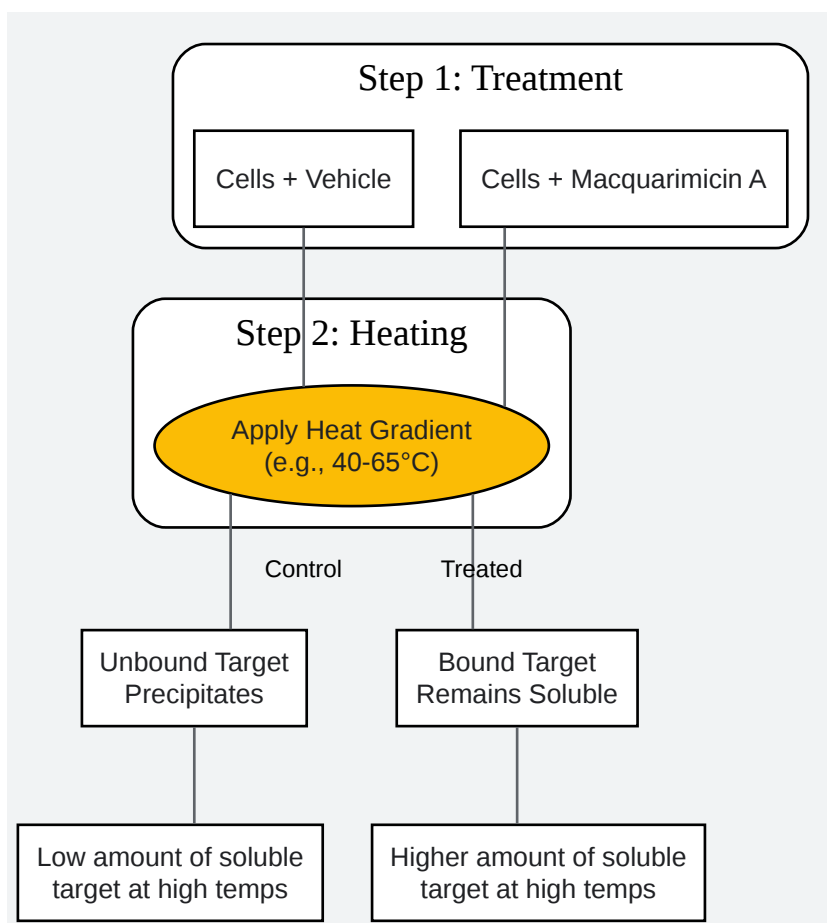 Step 1: Treatment
Cells + Vehicle
Cells + Macquarimicin A
Step 2: Heating
Apply Heat Gradient
(e.g., 40-65°C)
Control
Treated
Unbound Target
Precipitates
Bound Target
Remains Soluble
Low amount of soluble
target at high temps
Higher amount of soluble
target at high temps